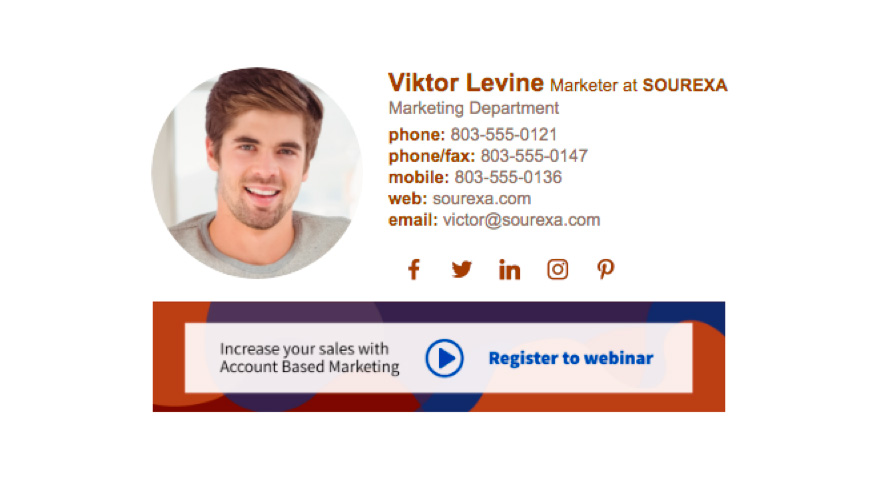 Viktor Levine Marketer at SOUREXA
Marketing Department
phone: 803-555-0121
phone/fax: 803-555-0147
mobile: 803-555-0136
web: sourexa.com
email: victor@sourexa.com
Increase your sales with
Account Based Marketing
Register to webinar